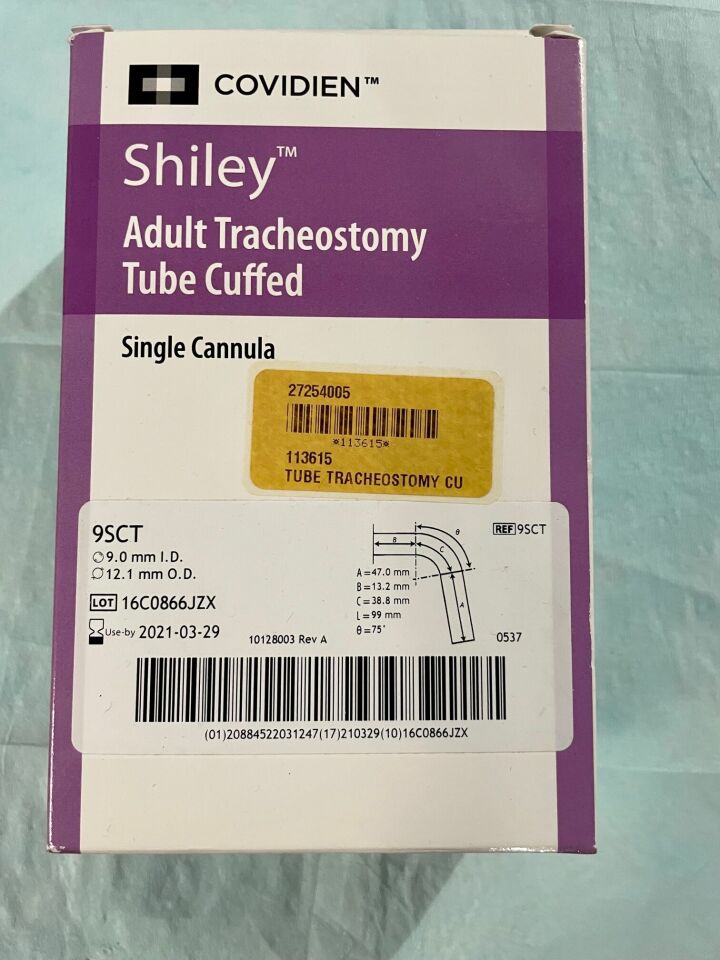 COVIDIEN™
Shiley™
Adult Tracheostomy
Tube Cuffed
Single Cannula
27254005
*113615*
113615
TUBE TRACHEOSTOMY CU
9SCT
9.0 mm I.D.
12.1 mm O.D.
LOT 16C0866JZX
Use-by 2021-03-29
10128003 Rev A
B
C
θ
A
A=47.0 mm
B=13.2 mm
C=38.8 mm
L=99 mm
θ=75°
REF 9SCT
0537
(01)20884522031247(17)210329(10)16C0866JZX